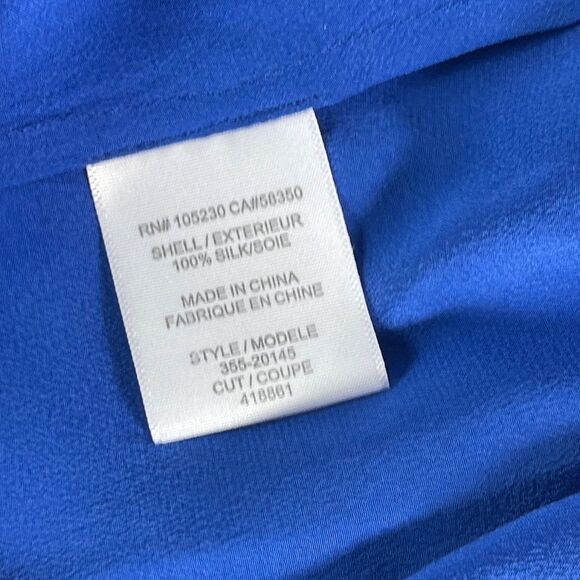 RN# 105230 CA#58350
SHELL / EXTERIEUR
100% SILK/SOIE
MADE IN CHINA
FABRIQUE EN CHINE
STYLE / MODELE
355-20145
CUT / COUPE
418861